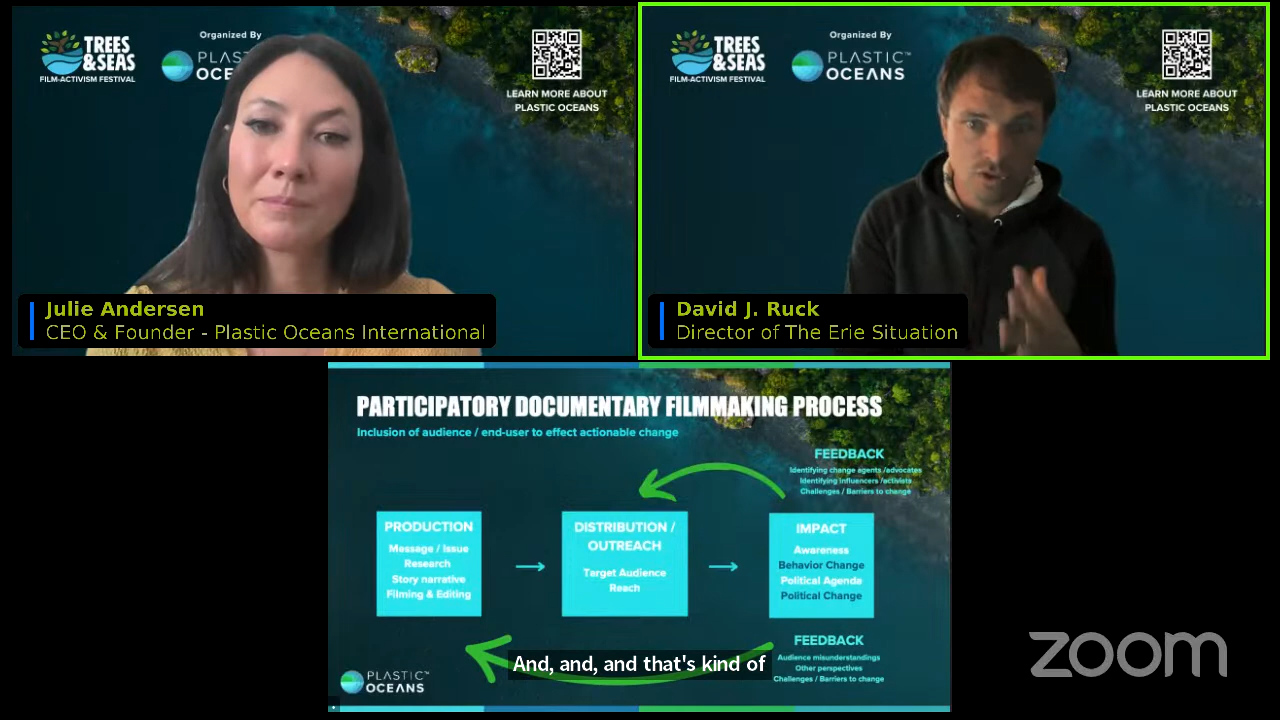 TREES
& SEAS
FILM-ACTIVISM FESTIVAL
Organized By
PLAS
OCE
LEARN MORE ABOUT
PLASTIC OCEANS
Julie Andersen
CEO & Founder - Plastic Oceans International
TREES
& SEAS
FILM-ACTIVISM FESTIVAL
Organized By
PLASTIC™
OCEANS
LEARN MORE ABOUT
PLASTIC OCEANS
David J. Ruck
Director of The Erie Situation
PARTICIPATORY DOCUMENTARY FILMMAKING PROCESS
Inclusion of audience / end-user to effect actionable change
FEEDBACK
Identifying change agents /advocates
Identifying influencers /activists
Challenges / Barriers to change
PRODUCTION
Message / Issue
Research
Story narrative
Filming & Editing
DISTRIBUTION /
OUTREACH
Target Audience
Reach
IMPACT
Awareness
Behavior Change
Political Agenda
Political Change
FEEDBACK
Audience misunderstandings
Other perspectives
Challenges / Barriers to change
And, and, and that's kind of
PLASTIC™
OCEANS
zoom